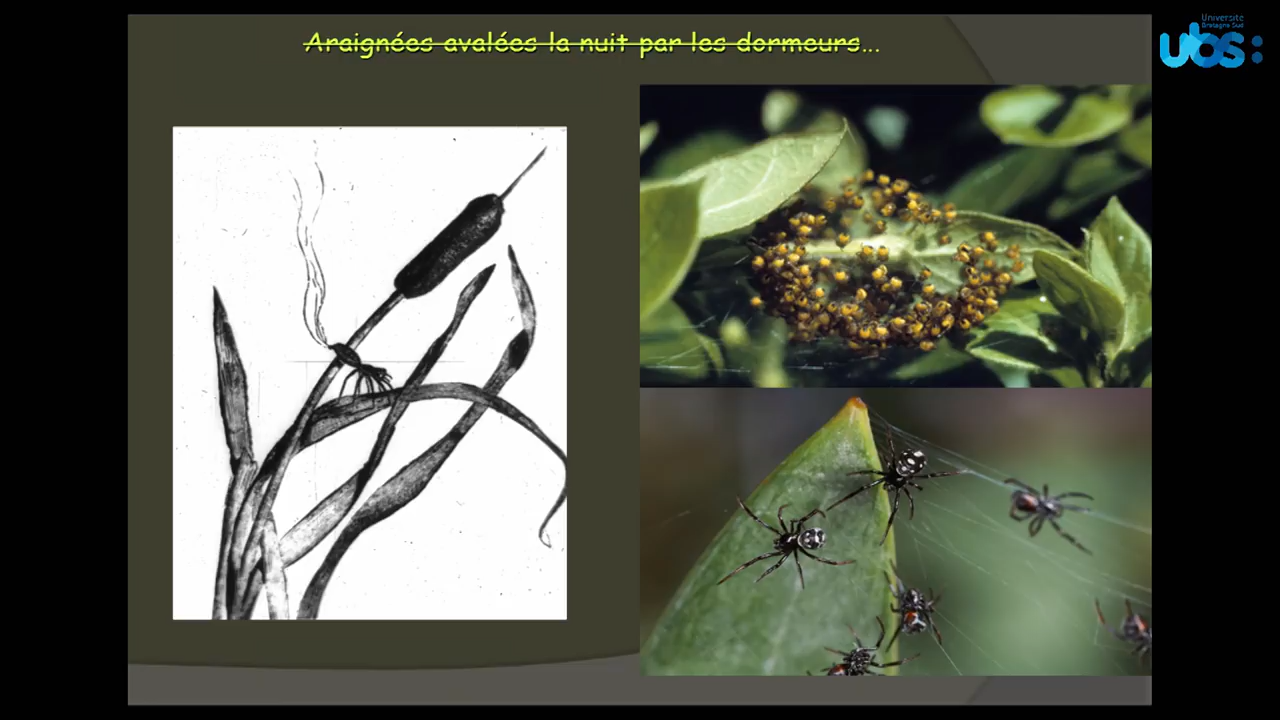 Araignées avalées la nuit par les dormeurs...
Université
Bretagne Sud
ubs: